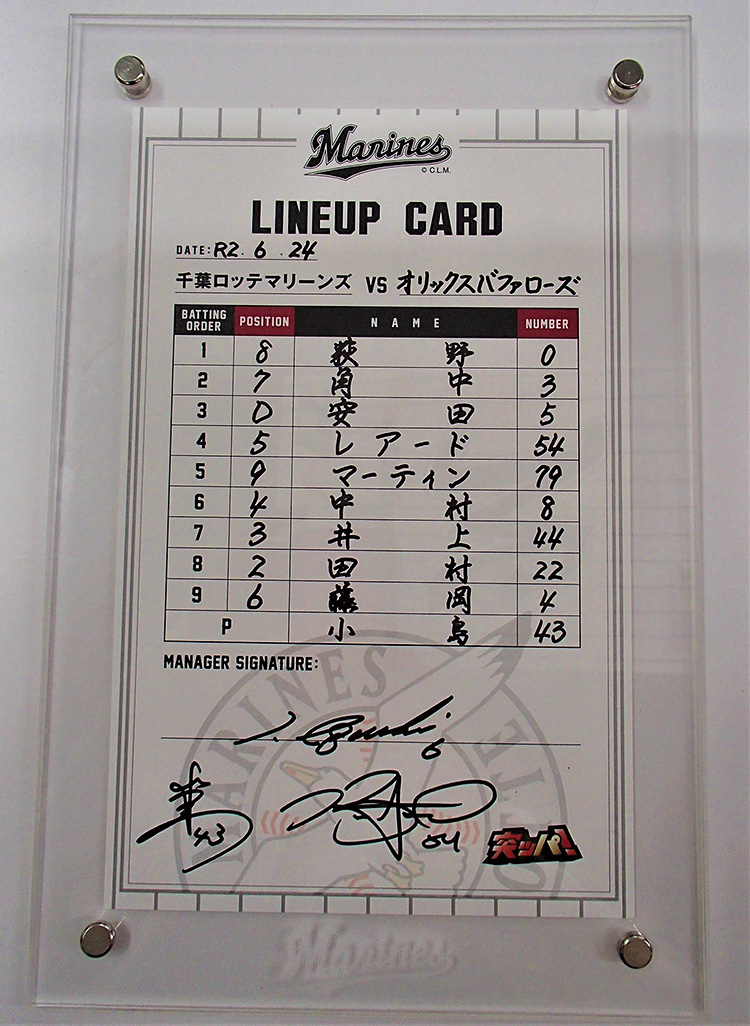 Marines
© C.L.M.
LINEUP CARD
DATE: R2. 6 .24
千葉ロッテマリーンズ VS オリックスバファローズ
BATTING ORDER POSITION NAME NUMBER
1 8 荻野 0
2 7 角中 3
3 D 安田 5
4 5 レアード 54
5 9 マーティン 79
6 4 中村 8
7 3 井上 44
8 2 田村 22
9 6 藤岡 4
P 小島 43
MANAGER SIGNATURE:
6
43 54
突ッパ!
MARINES
Marines